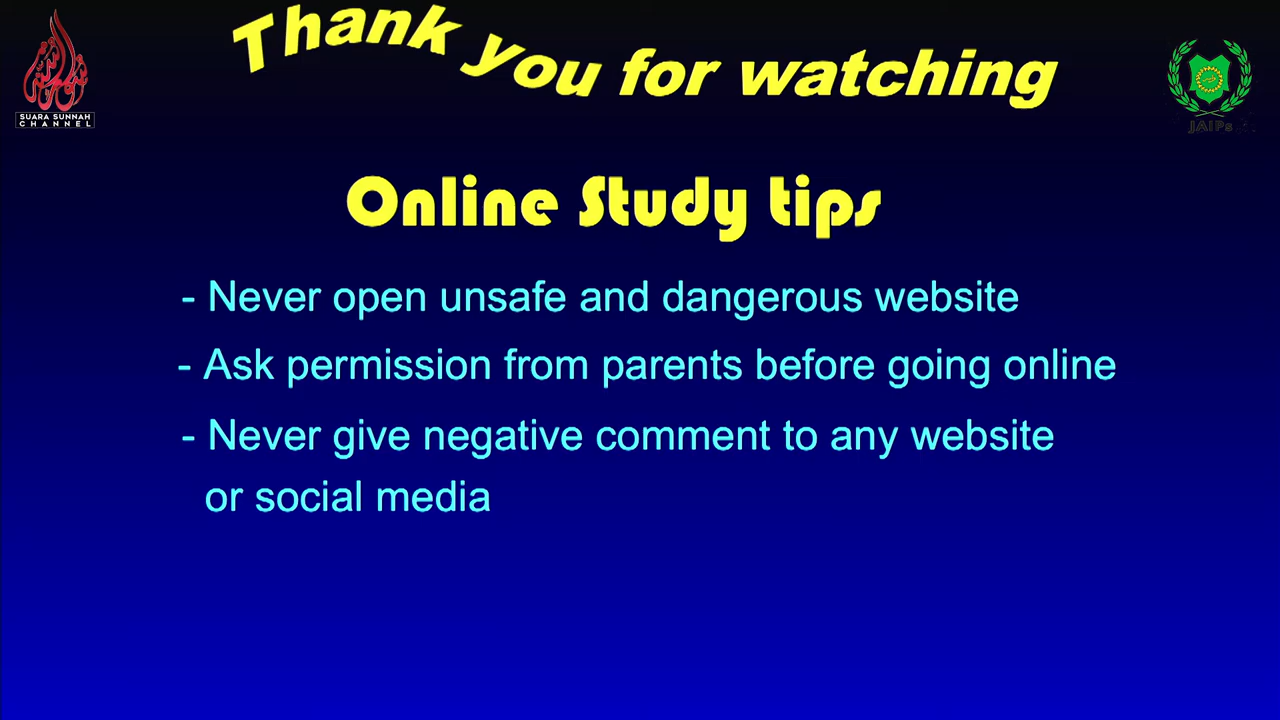 Thank you for watching
SUARA SUNNAH
CHANNEL
JAIPs
Online Study tips
- Never open unsafe and dangerous website
- Ask permission from parents before going online
- Never give negative comment to any website
or social media